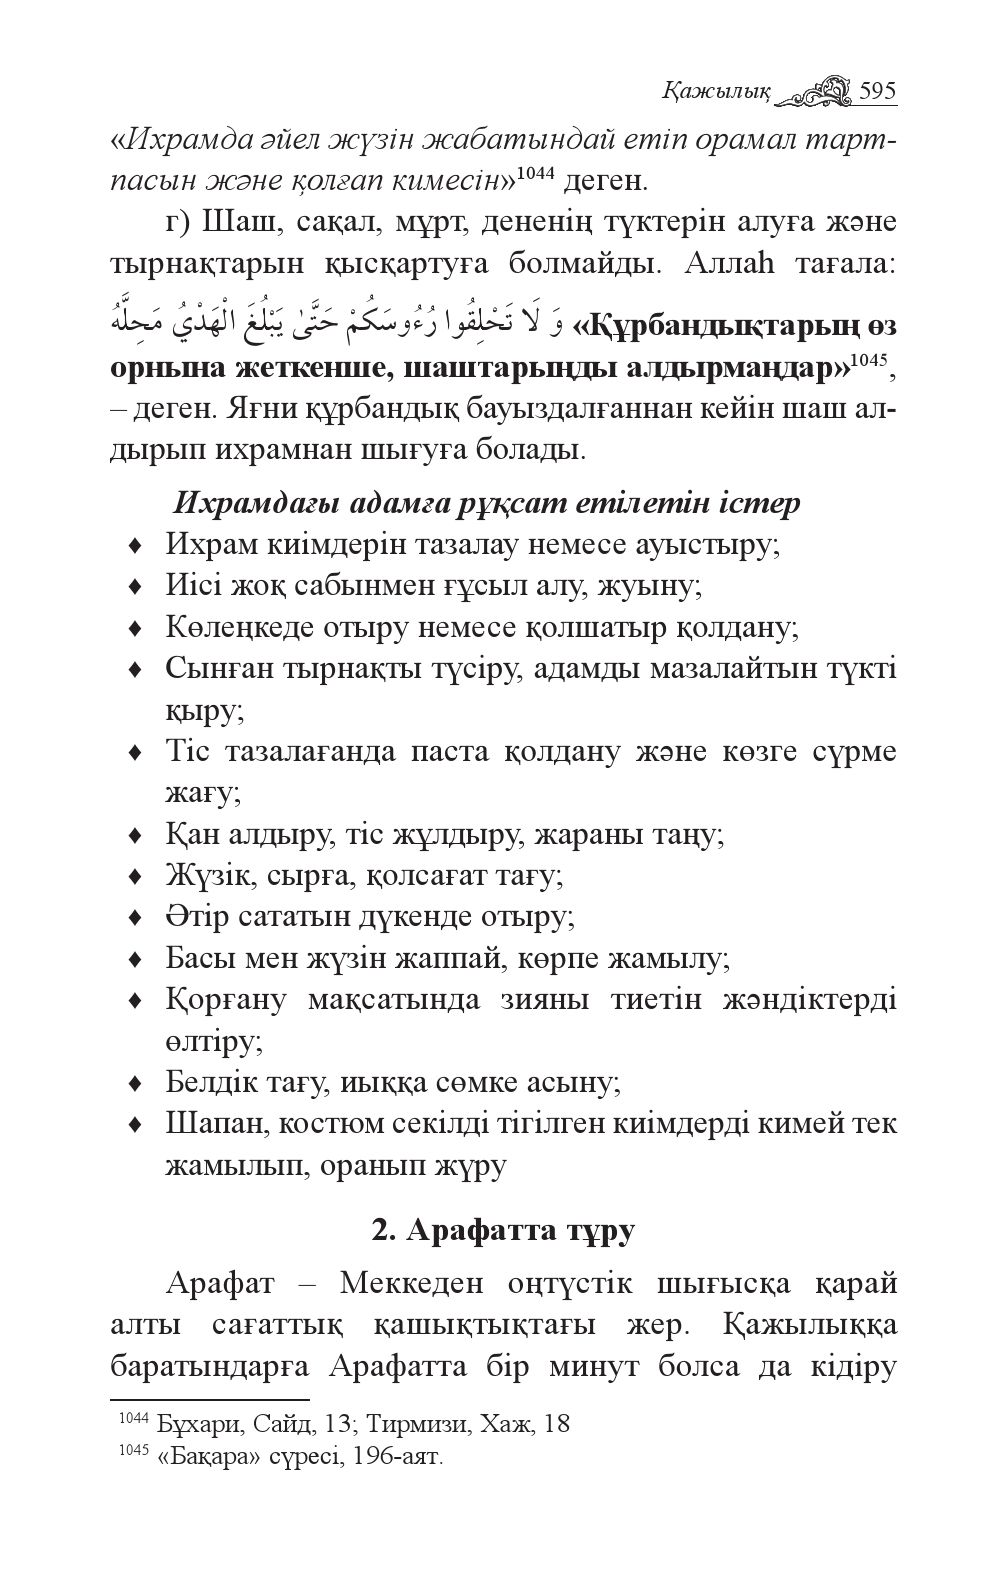 Қажылық 595
«Ихрамда әйел жүзін жабатындай етіп орамал тарт-
пасын және қолғап кимесін»1044 деген.
г) Шаш, сақал, мұрт, дененің түктерін алуға және
тырнақтарын қысқартуға болмайды. Аллаһ тағала:
وَ لَا تَحْلِقُوا رُءُوسَكُمْ حَتَّىٰ يَبْلُغَ الْهَدْيُ مَحِلَّهُ «Құрбандықтарың өз
орнына жеткенше, шаштарыңды алдырмаңдар»1045,
– деген. Яғни құрбандық бауыздалғаннан кейін шаш ал-
дырып ихрамнан шығуға болады.
Ихрамдағы адамға рұқсат етілетін істер
♦ Ихрам киімдерін тазалау немесе ауыстыру;
♦ Иісі жоқ сабынмен ғұсыл алу, жуыну;
♦ Көлеңкеде отыру немесе қолшатыр қолдану;
♦ Сынған тырнақты түсіру, адамды мазалайтын түкті
қыру;
♦ Тіс тазалағанда паста қолдану және көзге сүрме
жағу;
♦ Қан алдыру, тіс жұлдыру, жараны таңу;
♦ Жүзік, сырға, қолсағат тағу;
♦ Әтір сататын дүкенде отыру;
♦ Басы мен жүзін жаппай, көрпе жамылу;
♦ Қорғану мақсатында зияны тиетін жәндіктерді
өлтіру;
♦ Белдік тағу, иыққа сөмке асыну;
♦ Шапан, костюм секілді тігілген киімдерді кимей тек
жамылып, оранып жүру
2. Арафатта тұру
Арафат – Меккеден оңтүстік шығысқа қарай
алты сағаттық қашықтықтағы жер. Қажылыққа
баратындарға Арафатта бір минут болса да кідіру
1044 Бұхари, Сайд, 13; Тирмизи, Хаж, 18
1045 «Бақара» сүресі, 196-аят.